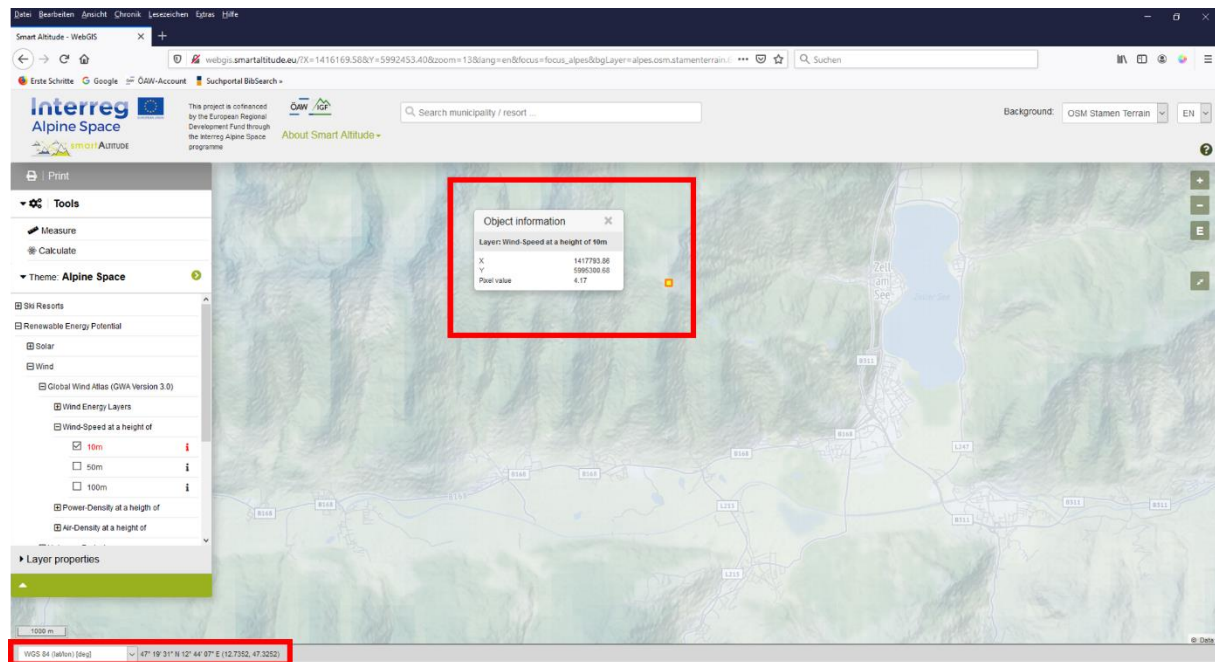 Datei Bearbeiten Ansicht Chronik Lesezeichen Extras Hilfe
Smart Altitude - WebGIS
webgis.smartaltitude.eu/?X=1416169.58&Y=5992453.40&zoom=13&lang=en&focus=focus_alpes&bgLayer=alpes.osm.stamenterrain.
Suchen
Erste Schritte Google ÖAW-Account Suchportal BibSearch »
Interreg
Alpine Space
smartALTITUDE
This project is cofinanced
by the European Regional
Development Fund through
the Interreg Alpine Space
programme
ÖAW IGF
About Smart Altitude
Search municipality / resort ...
Background: OSM Stamen Terrain EN
Print
Tools
Measure
Calculate
Theme: Alpine Space
Ski Resorts
Renewable Energy Potential
Solar
Wind
Global Wind Atlas (GWA Version 3.0)
Wind Energy Layers
Wind-Speed at a height of
10m
50m
100m
Power-Density at a heigth of
Air-Density at a height of
Layer properties
Object information
Layer: Wind-Speed at a height of 10m
X 1417793.86
Y 5995300.68
Pixel value 4.17
E
Zell
am
See
B311
B168
L247
B168
B168
B168
B168
B168
L215
B311
B311
B311
L215
1000 m
© Data
WGS 84 (lat/lon) [deg] 47° 19' 31" N 12° 44' 07" E (12.7352, 47.3252)